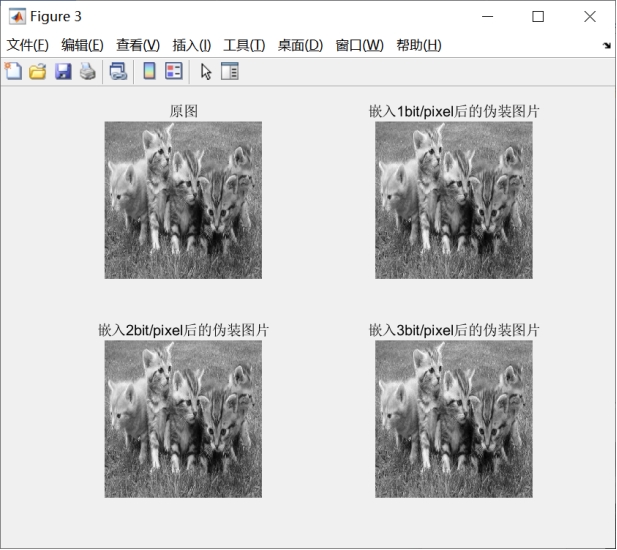 Figure 3
文件(F) 编辑(E) 查看(V) 插入(I) 工具(T) 桌面(D) 窗口(W) 帮助(H)
原图
嵌入1bit/pixel后的伪装图片
嵌入2bit/pixel后的伪装图片
嵌入3bit/pixel后的伪装图片